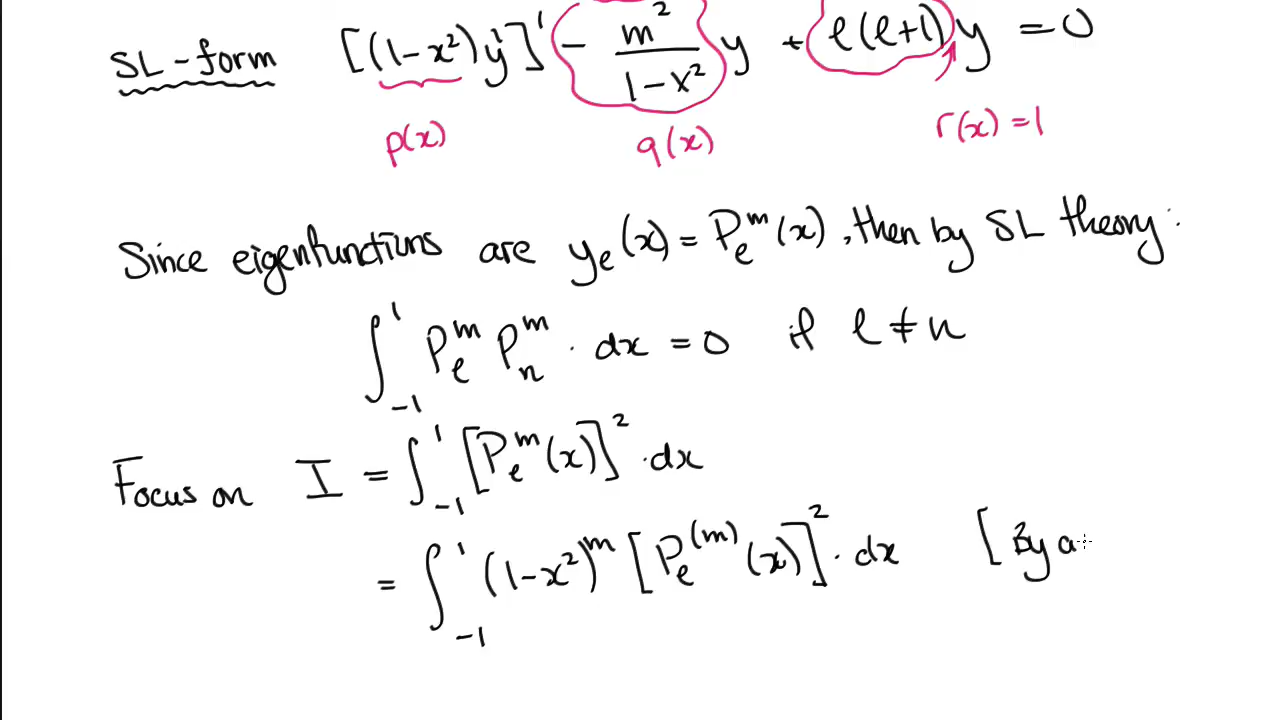 SL-form [(1-x²)y']' - m²/(1-x²) y + ℓ(ℓ+1)y = 0
p(x) q(x) r(x) = 1
Since eigenfunctions are y_ℓ(x) = P_ℓ^m(x), then by SL theory:
∫_{-1}^{1} P_ℓ^m P_n^m · dx = 0 if ℓ ≠ n
Focus on I = ∫_{-1}^{1} [P_ℓ^m(x)]² · dx
= ∫_{-1}^{1} (1-x²)^m [P_ℓ^{(m)}(x)]² · dx [By a